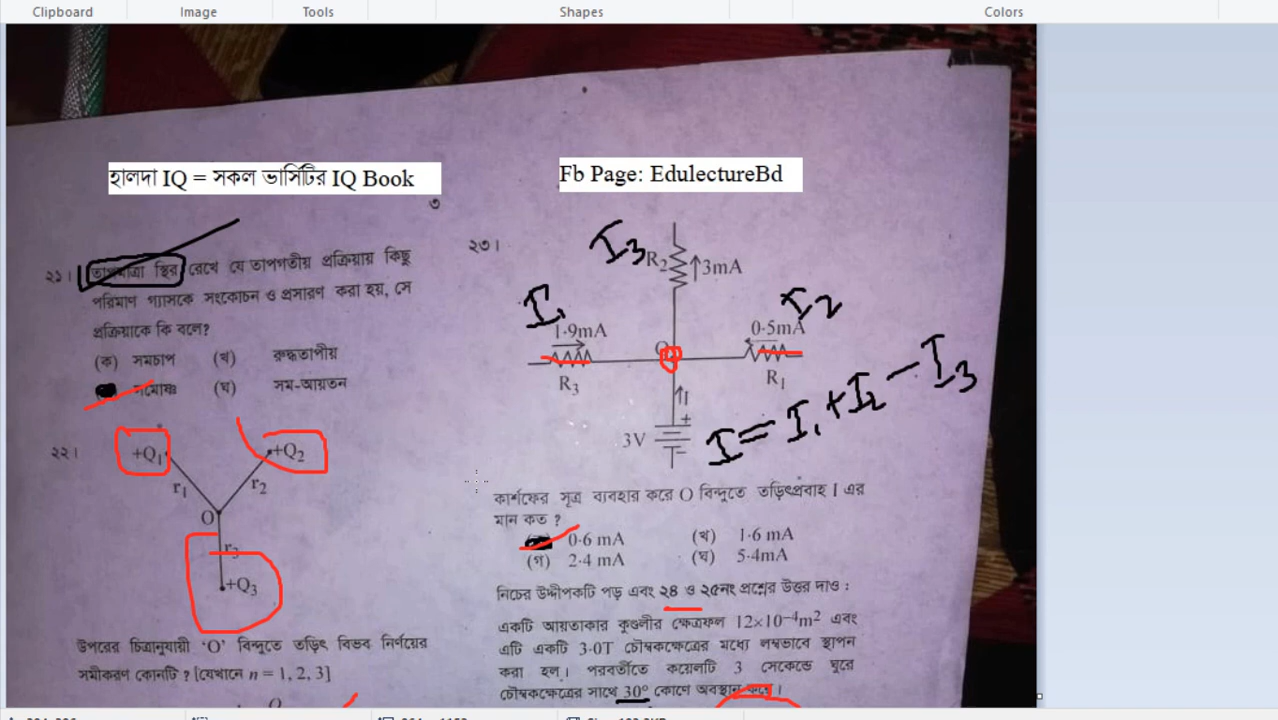 Clipboard
Image
Tools
Shapes
Colors
হালদা IQ = সকল ভার্সিটির IQ Book
Fb Page: EdulectureBd
৩
২১। তাপমাত্রা স্থির রেখে যে তাপগতীয় প্রক্রিয়ায় কিছু
পরিমাণ গ্যাসকে সংকোচন ও প্রসারণ করা হয়, সে
প্রক্রিয়াকে কি বলে?
(ক) সমচাপ (খ) রুদ্ধতাপীয়
সমোষ্ণ (ঘ) সম-আয়তন
২২।
+Q1
+Q2
r1
r2
O
r3
+Q3
উপরের চিত্রানুযায়ী 'O' বিন্দুতে তড়িৎ বিভব নির্ণয়ের
সমীকরণ কোনটি ? [যেখানে n = 1, 2, 3]
২৩।
I3
R2
3mA
I1
1·9mA
I2
0·5mA
O
R3
R1
I
+
3V
I = I1 + I2 - I3
কার্শফের সূত্র ব্যবহার করে O বিন্দুতে তড়িৎপ্রবাহ I এর
মান কত ?
0·6 mA (খ) 1·6 mA
(গ) 2·4 mA (ঘ) 5·4mA
নিচের উদ্দীপকটি পড় এবং ২৪ ও ২৫নং প্রশ্নের উত্তর দাও :
একটি আয়তাকার কুণ্ডলীর ক্ষেত্রফল 12×10⁻⁴m² এবং
এটি একটি 3·0T চৌম্বকক্ষেত্রের মধ্যে লম্বভাবে স্থাপন
করা হল। পরবর্তীতে কয়েলটি 3 সেকেন্ডে ঘুরে
চৌম্বকক্ষেত্রের সাথে 30° কোণে অবস্থান করে।